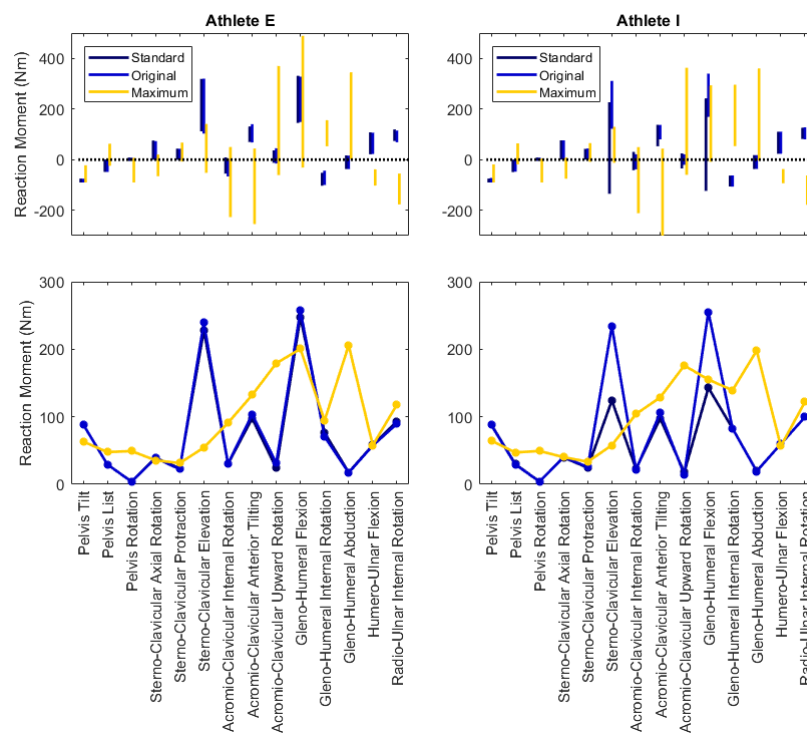 Athlete E
Athlete I
Reaction Moment (Nm)
400
200
0
-200
Standard
Original
Maximum
400
200
0
-200
Standard
Original
Maximum
Reaction Moment (Nm)
300
200
100
0
300
200
100
0
Pelvis Tilt
Pelvis List
Pelvis Rotation
Sterno-Clavicular Axial Rotation
Sterno-Clavicular Protraction
Sterno-Clavicular Elevation
Acromio-Clavicular Internal Rotation
Acromio-Clavicular Anterior Tilting
Acromio-Clavicular Upward Rotation
Gleno-Humeral Flexion
Gleno-Humeral Internal Rotation
Gleno-Humeral Abduction
Humero-Ulnar Flexion
Radio-Ulnar Internal Rotation
Pelvis Tilt
Pelvis List
Pelvis Rotation
Sterno-Clavicular Axial Rotation
Sterno-Clavicular Protraction
Sterno-Clavicular Elevation
Acromio-Clavicular Internal Rotation
Acromio-Clavicular Anterior Tilting
Acromio-Clavicular Upward Rotation
Gleno-Humeral Flexion
Gleno-Humeral Internal Rotation
Gleno-Humeral Abduction
Humero-Ulnar Flexion
Radio-Ulnar Internal Rotation